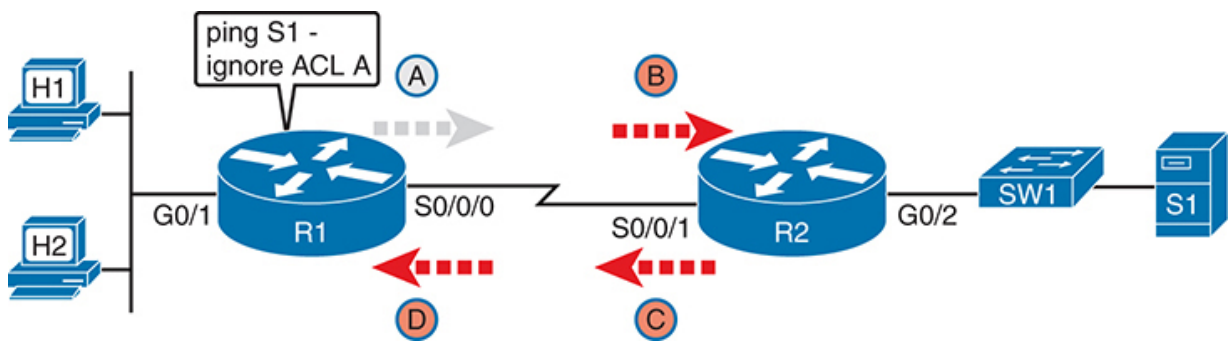 ping S1 -
ignore ACL A
A
B
H1
H2
G0/1
R1
S0/0/0
S0/0/1
R2
G0/2
SW1
S1
D
C